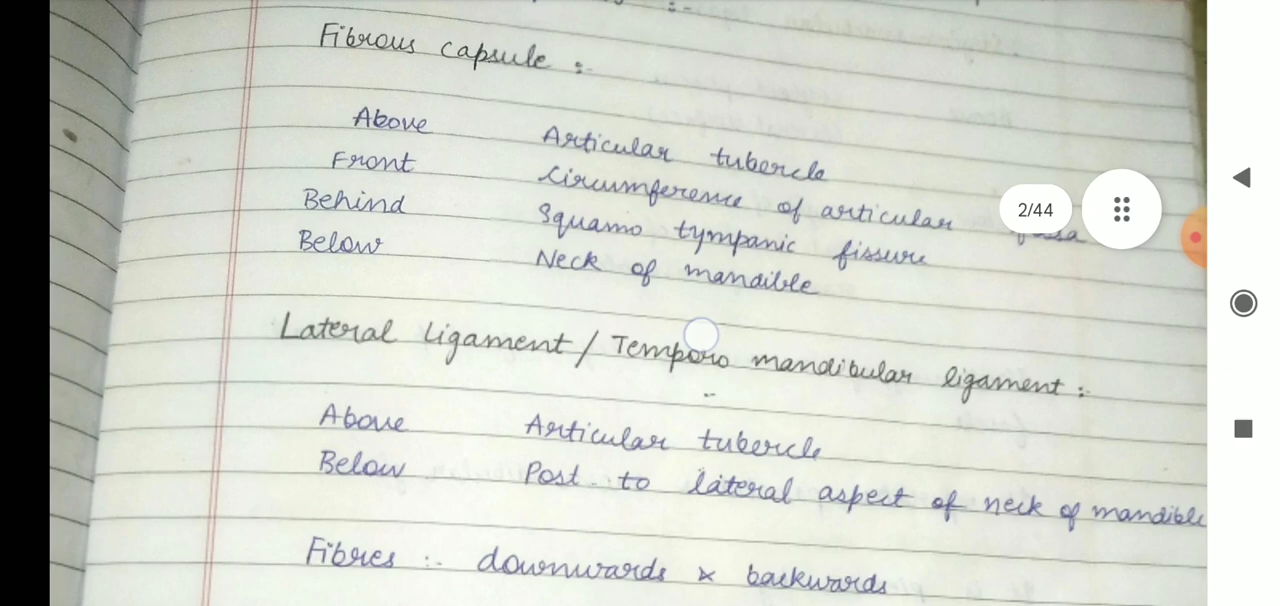 Fibrous capsule :-
Above Articular tubercle
Front Circumference of articular fossa
Behind Squamo tympanic fissure
Below Neck of mandible
2/44
Lateral ligament / Temporo mandibular ligament :-
Above Articular tubercle
Below Post. to lateral aspect of neck of mandible
Fibres :- downwards & backwards